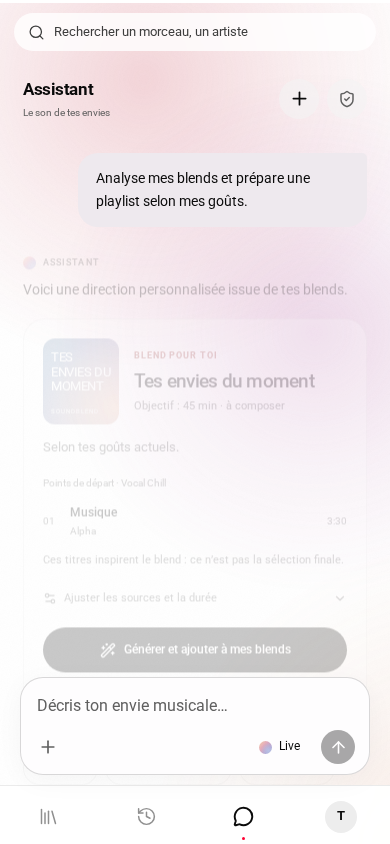 Rechercher un morceau, un artiste
Assistant
Le son de tes envies
Analyse mes blends et prépare une
playlist selon mes goûts.
ASSISTANT
Voici une direction personnalisée issue de tes blends.
TES
ENVIES DU
MOMENT
BLEND POUR TOI
Tes envies du moment
Objectif : 45 min · à composer
Selon tes goûts actuels.
Points de départ · Vocal Chill
01 Musique 3:30
Alpha
Ces titres inspirent le blend : ce n'est pas la sélection finale.
Ajuster les sources et la durée
Générer et ajouter à mes blends
Décris ton envie musicale…
Live
T